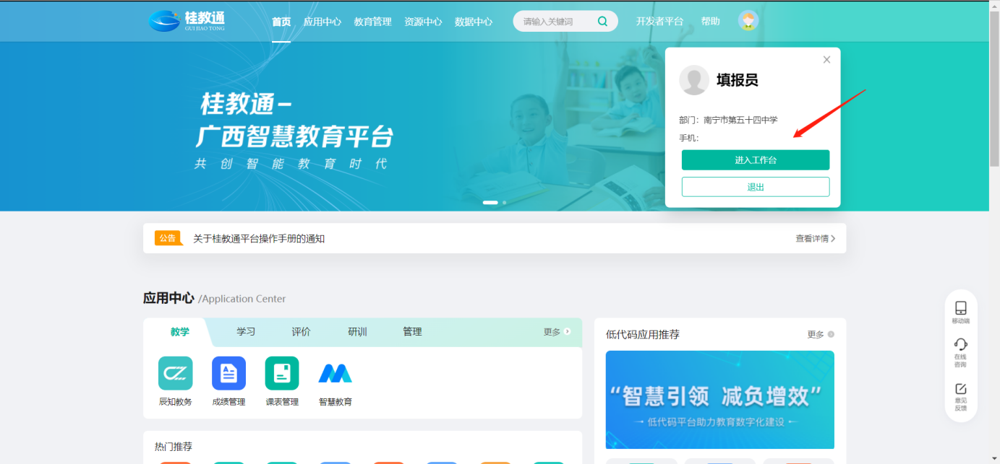 桂教通
GUI JIAO TONG
首页 应用中心 教育管理 资源中心 数据中心 请输入关键词 开发者平台 帮助
桂教通–
广西智慧教育平台
共创智能教育时代
填报员
部门：南宁市第五十四中学
手机：
进入工作台
退出
公告 关于桂教通平台操作手册的通知 查看详情
应用中心 /Application Center
教学 学习 评价 研训 管理 更多
辰知教务 成绩管理 课表管理 智慧教育
热门推荐
低代码应用推荐 更多
“智慧引领 减负增效”
低代码平台助力教育数字化建设
移动端
在线
咨询
意见
反馈